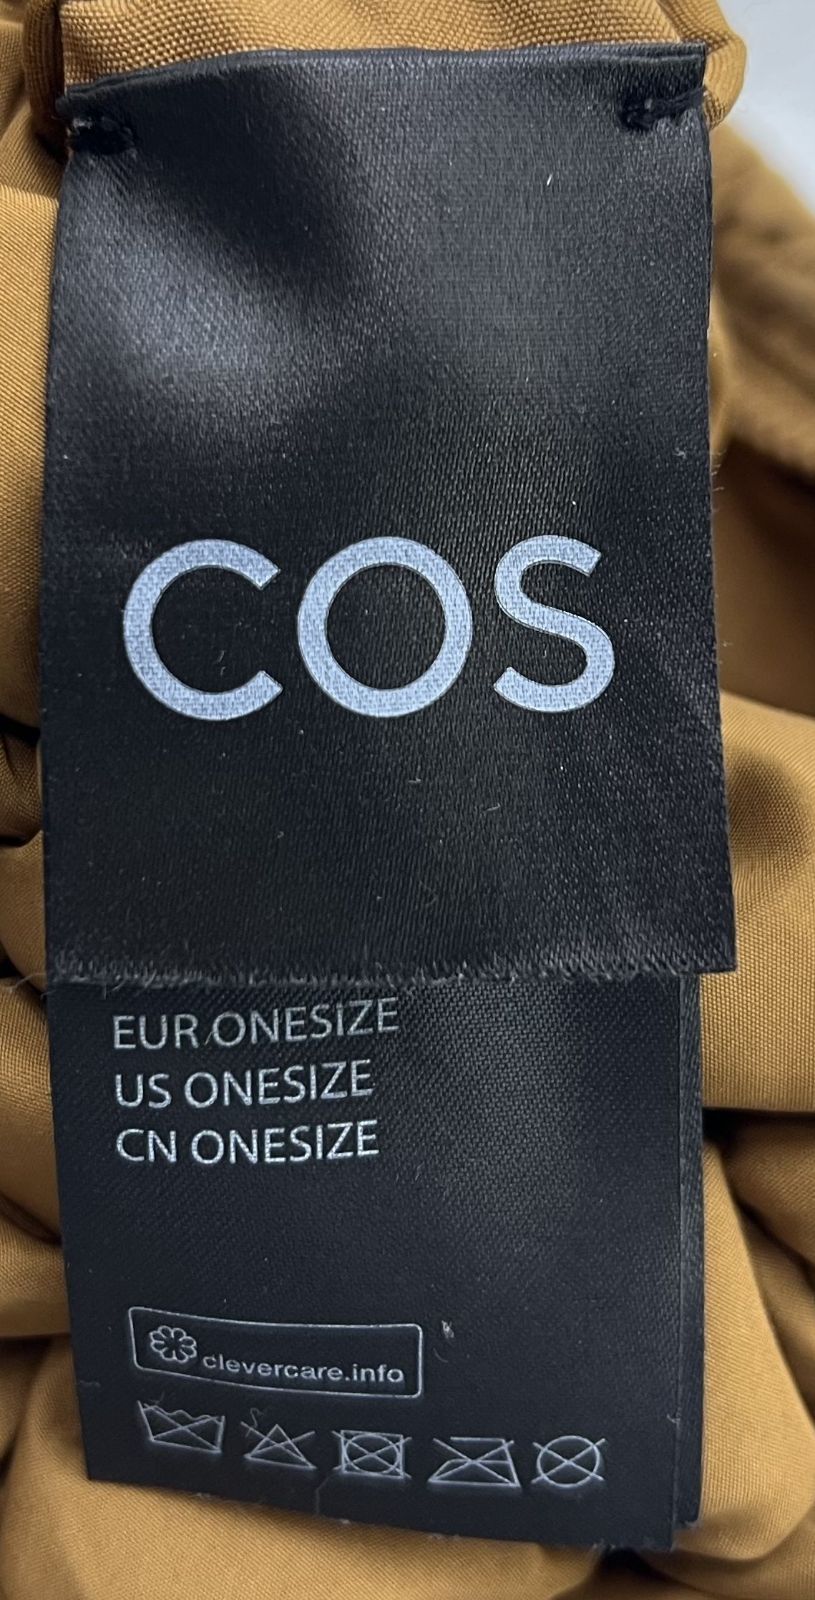 COS
EUR ONESIZE
US ONESIZE
CN ONESIZE
clevercare.info